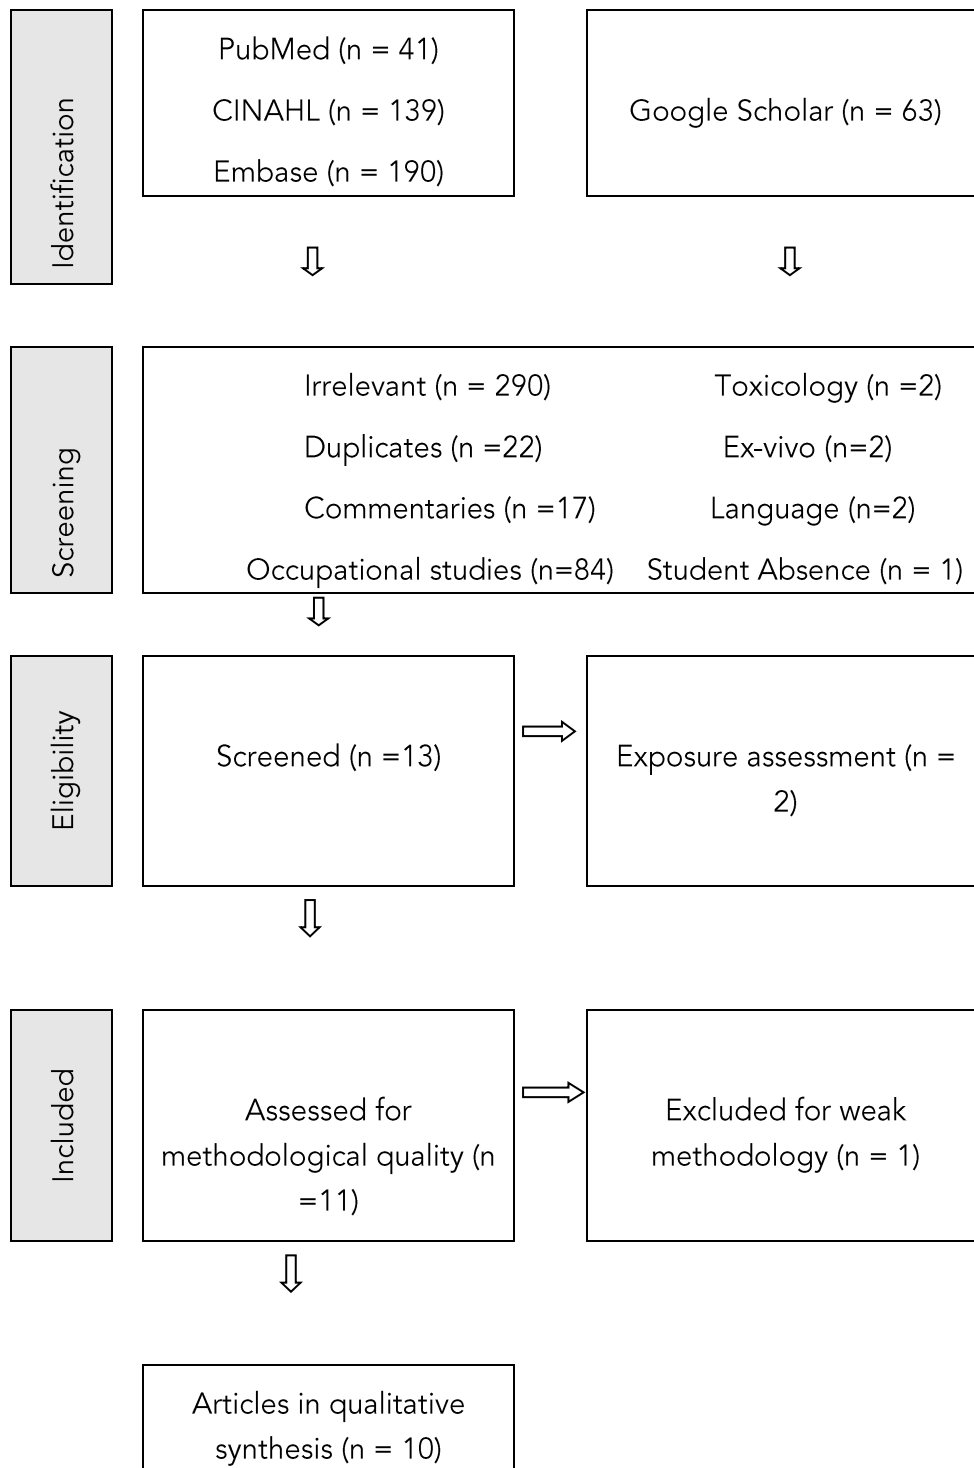 Identification
PubMed (n = 41)
CINAHL (n = 139)
Embase (n = 190)
Google Scholar (n = 63)
Screening
Irrelevant (n = 290)
Duplicates (n =22)
Commentaries (n =17)
Occupational studies (n=84)
Toxicology (n =2)
Ex-vivo (n=2)
Language (n=2)
Student Absence (n = 1)
Eligibility
Screened (n =13)
Exposure assessment (n =
2)
Included
Assessed for
methodological quality (n
=11)
Excluded for weak
methodology (n = 1)
Articles in qualitative
synthesis (n = 10)